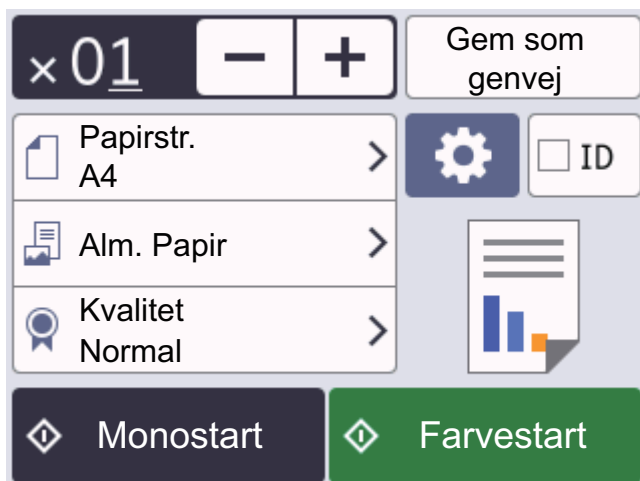 ×01 − +
Gem som
genvej
Papirstr.
A4
ID
Alm. Papir
Kvalitet
Normal
Monostart
Farvestart